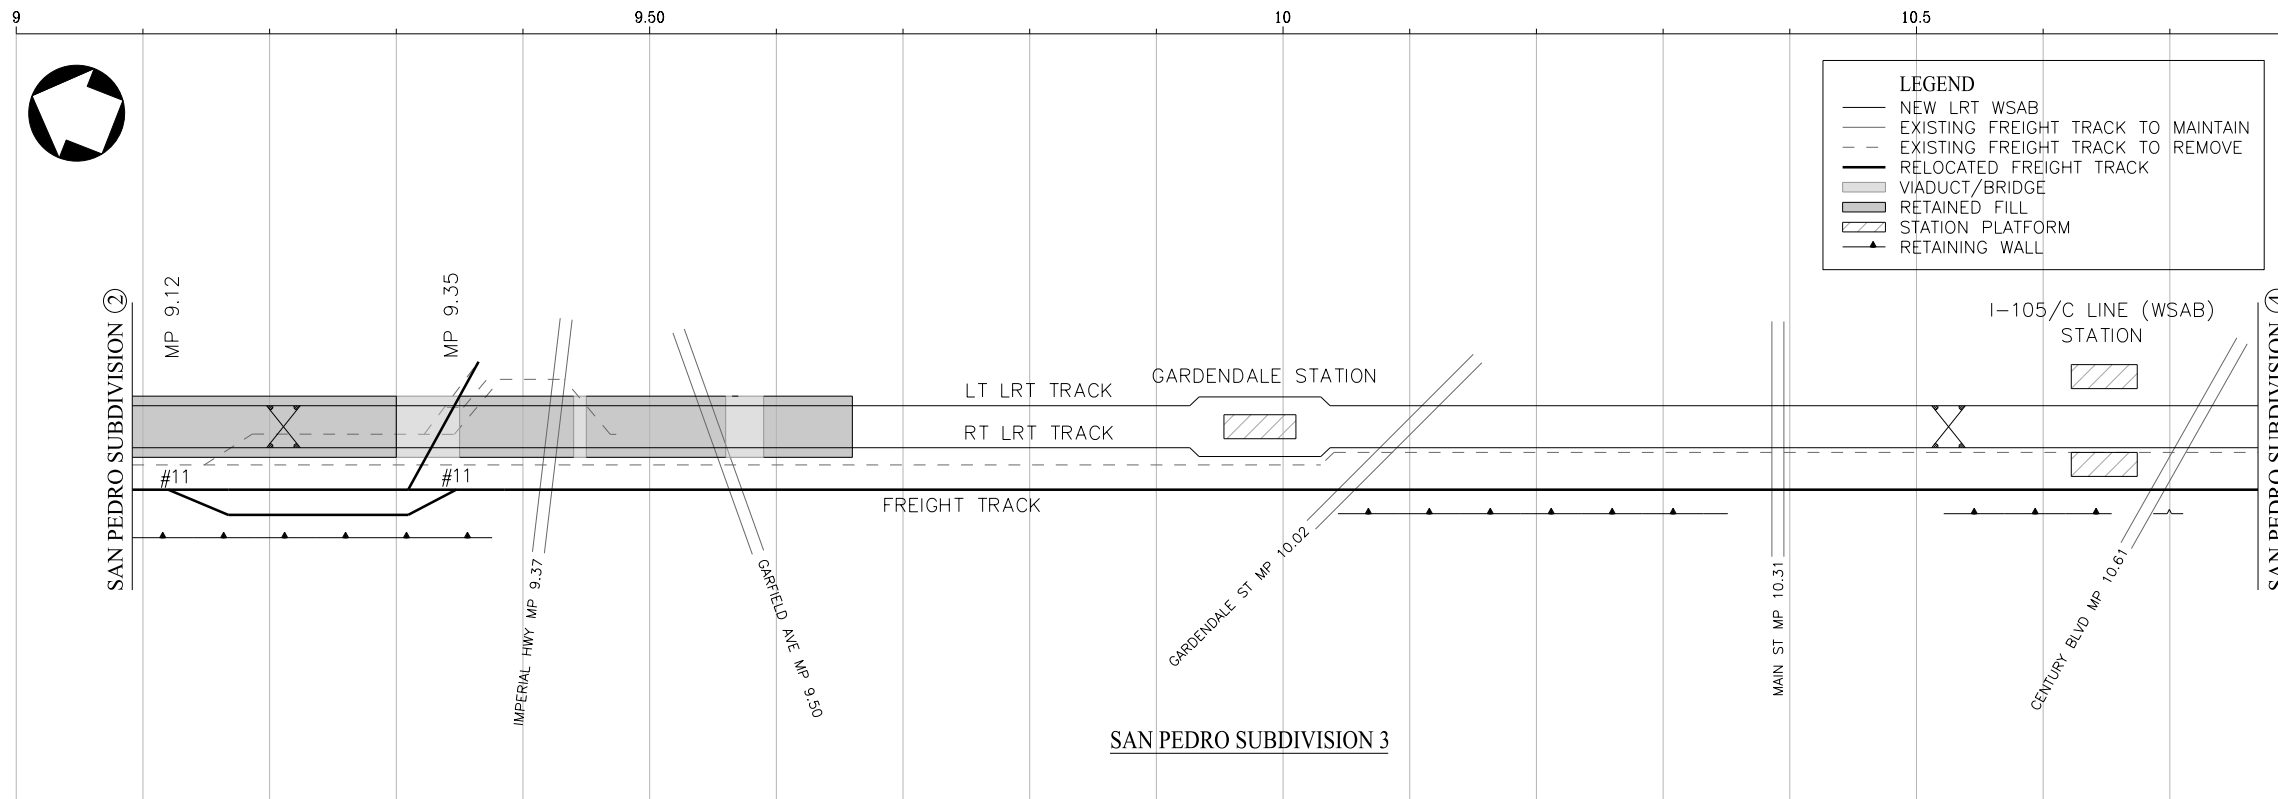 9
9.50
10
10.5
LEGEND
NEW LRT WSAB
EXISTING FREIGHT TRACK TO MAINTAIN
EXISTING FREIGHT TRACK TO REMOVE
RELOCATED FREIGHT TRACK
VIADUCT/BRIDGE
RETAINED FILL
STATION PLATFORM
RETAINING WALL
SAN PEDRO SUBDIVISION 2
MP 9.12
MP 9.35
I-105/C LINE (WSAB)
STATION
GARDENDALE STATION
LT LRT TRACK
RT LRT TRACK
#11
#11
FREIGHT TRACK
IMPERIAL HWY MP 9.37
GARFIELD AVE MP 9.50
GARDENDALE ST MP 10.02
MAIN ST MP 10.31
CENTURY BLVD MP 10.61
SAN PEDRO SUBDIVISION
SAN PEDRO SUBDIVISION 3